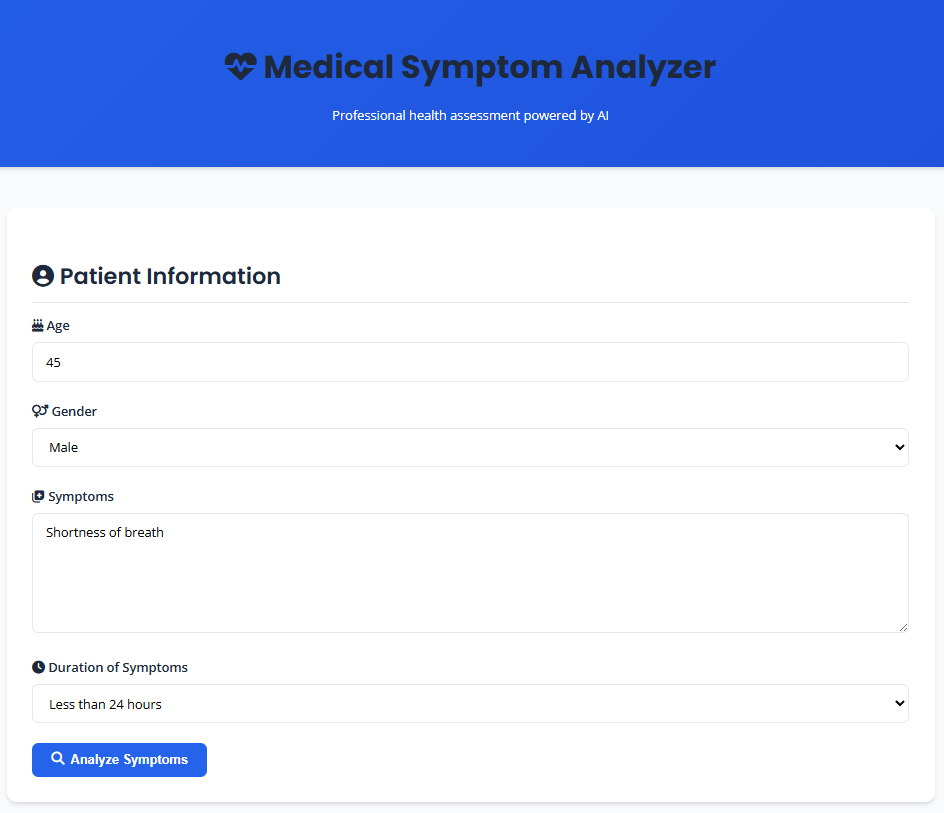 Medical Symptom Analyzer
Professional health assessment powered by AI
Patient Information
Age
45
Gender
Male
Symptoms
Shortness of breath
Duration of Symptoms
Less than 24 hours
Analyze Symptoms